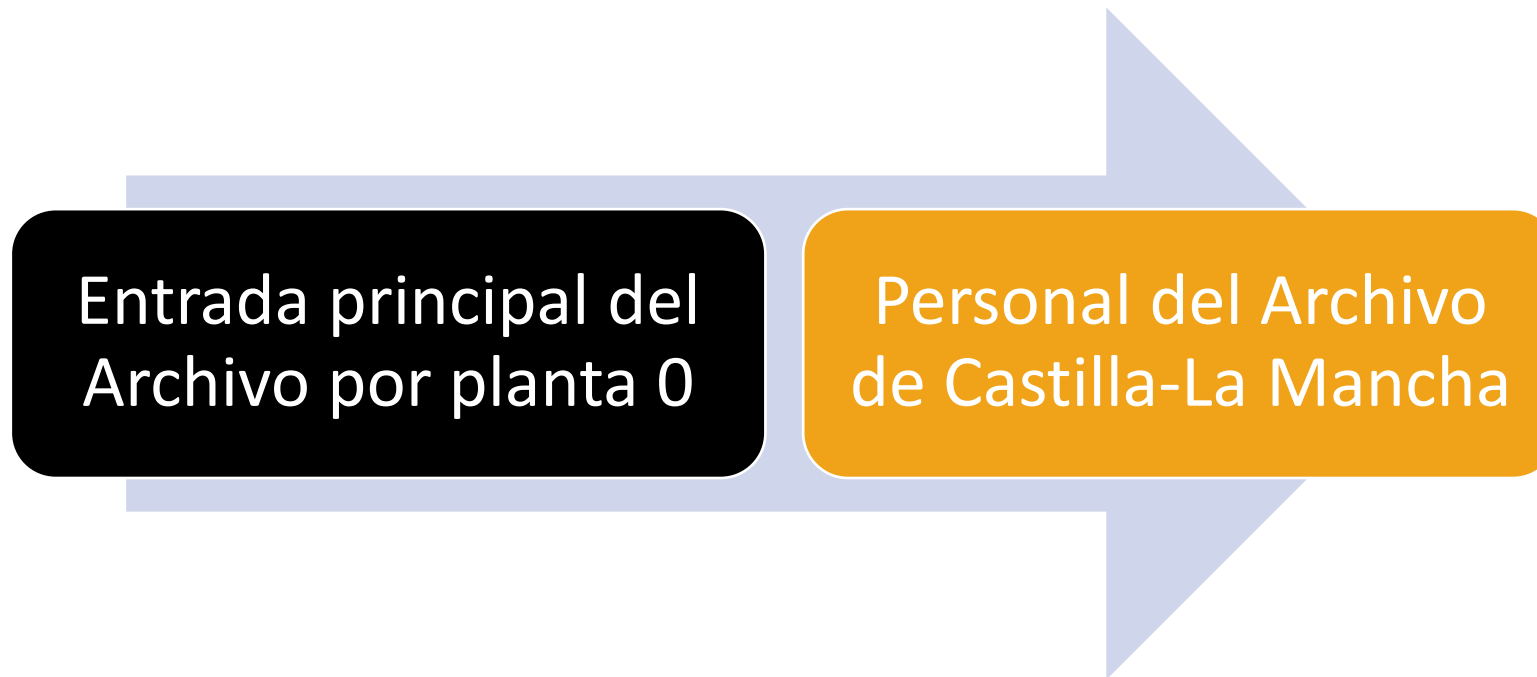 Entrada principal del
Archivo por planta 0
Personal del Archivo
de Castilla-La Mancha